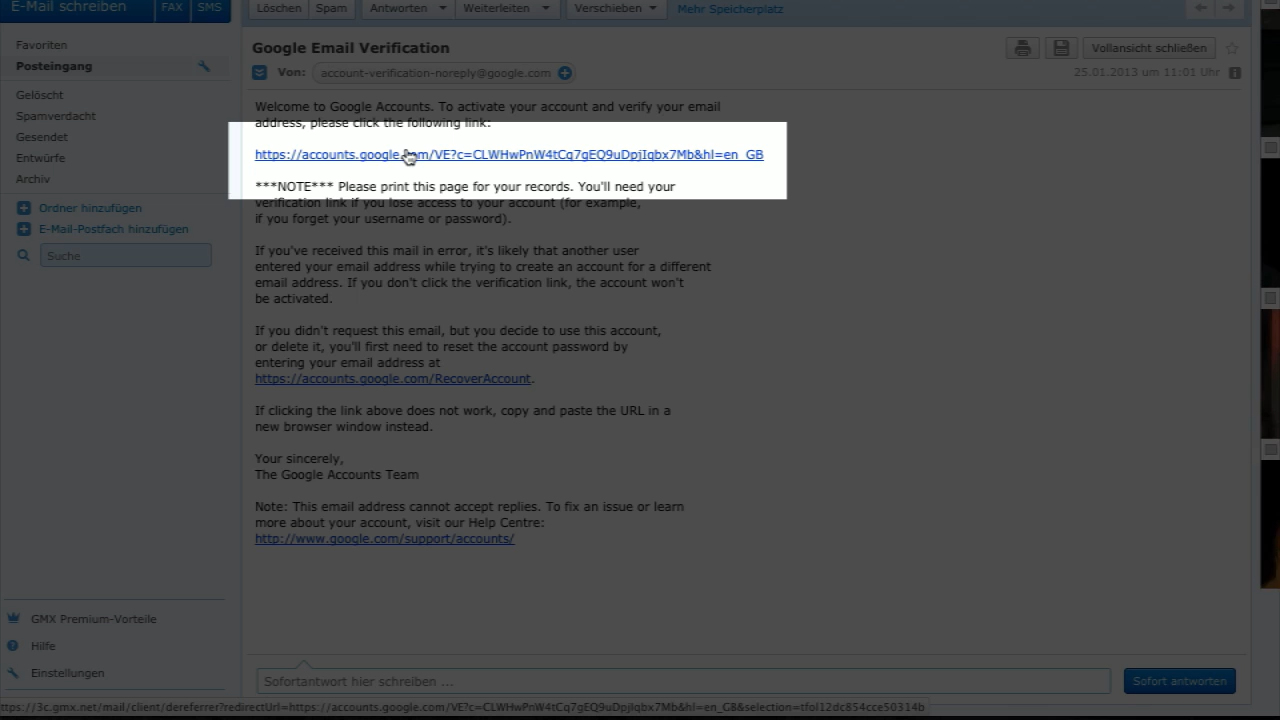 E-Mail schreiben
FAX
SMS
Löschen
Spam
Antworten
Weiterleiten
Verschieben
Mehr Speicherplatz
Favoriten
Posteingang
Gelöscht
Spamverdacht
Gesendet
Entwürfe
Archiv
Ordner hinzufügen
E-Mail-Postfach hinzufügen
Suche
Google Email Verification
Vollansicht schließen
Von: account-verification-noreply@google.com
25.01.2013 um 11:01 Uhr
Welcome to Google Accounts. To activate your account and verify your email
address, please click the following link:
https://accounts.google.com/VE?c=CLWHwPnW4tCq7gEQ9uDpjIqbx7Mb&hl=en_GB
***NOTE*** Please print this page for your records. You'll need your
verification link if you lose access to your account (for example,
if you forget your username or password).
If you've received this mail in error, it's likely that another user
entered your email address while trying to create an account for a different
email address. If you don't click the verification link, the account won't
be activated.
If you didn't request this email, but you decide to use this account,
or delete it, you'll first need to reset the account password by
entering your email address at
https://accounts.google.com/RecoverAccount.
If clicking the link above does not work, copy and paste the URL in a
new browser window instead.
Your sincerely,
The Google Accounts Team
Note: This email address cannot accept replies. To fix an issue or learn
more about your account, visit our Help Centre:
http://www.google.com/support/accounts/
GMX Premium-Vorteile
Hilfe
Einstellungen
Sofortantwort hier schreiben ...
Sofort antworten
ttps://3c.gmx.net/mail/client/dereferrer?redirectUrl=https://accounts.google.com/VE?c=CLWHwPnW4tCq7gEQ9uDpjIqbx7Mb&hl=en_GB&selection=tfol12dc854cce50314b